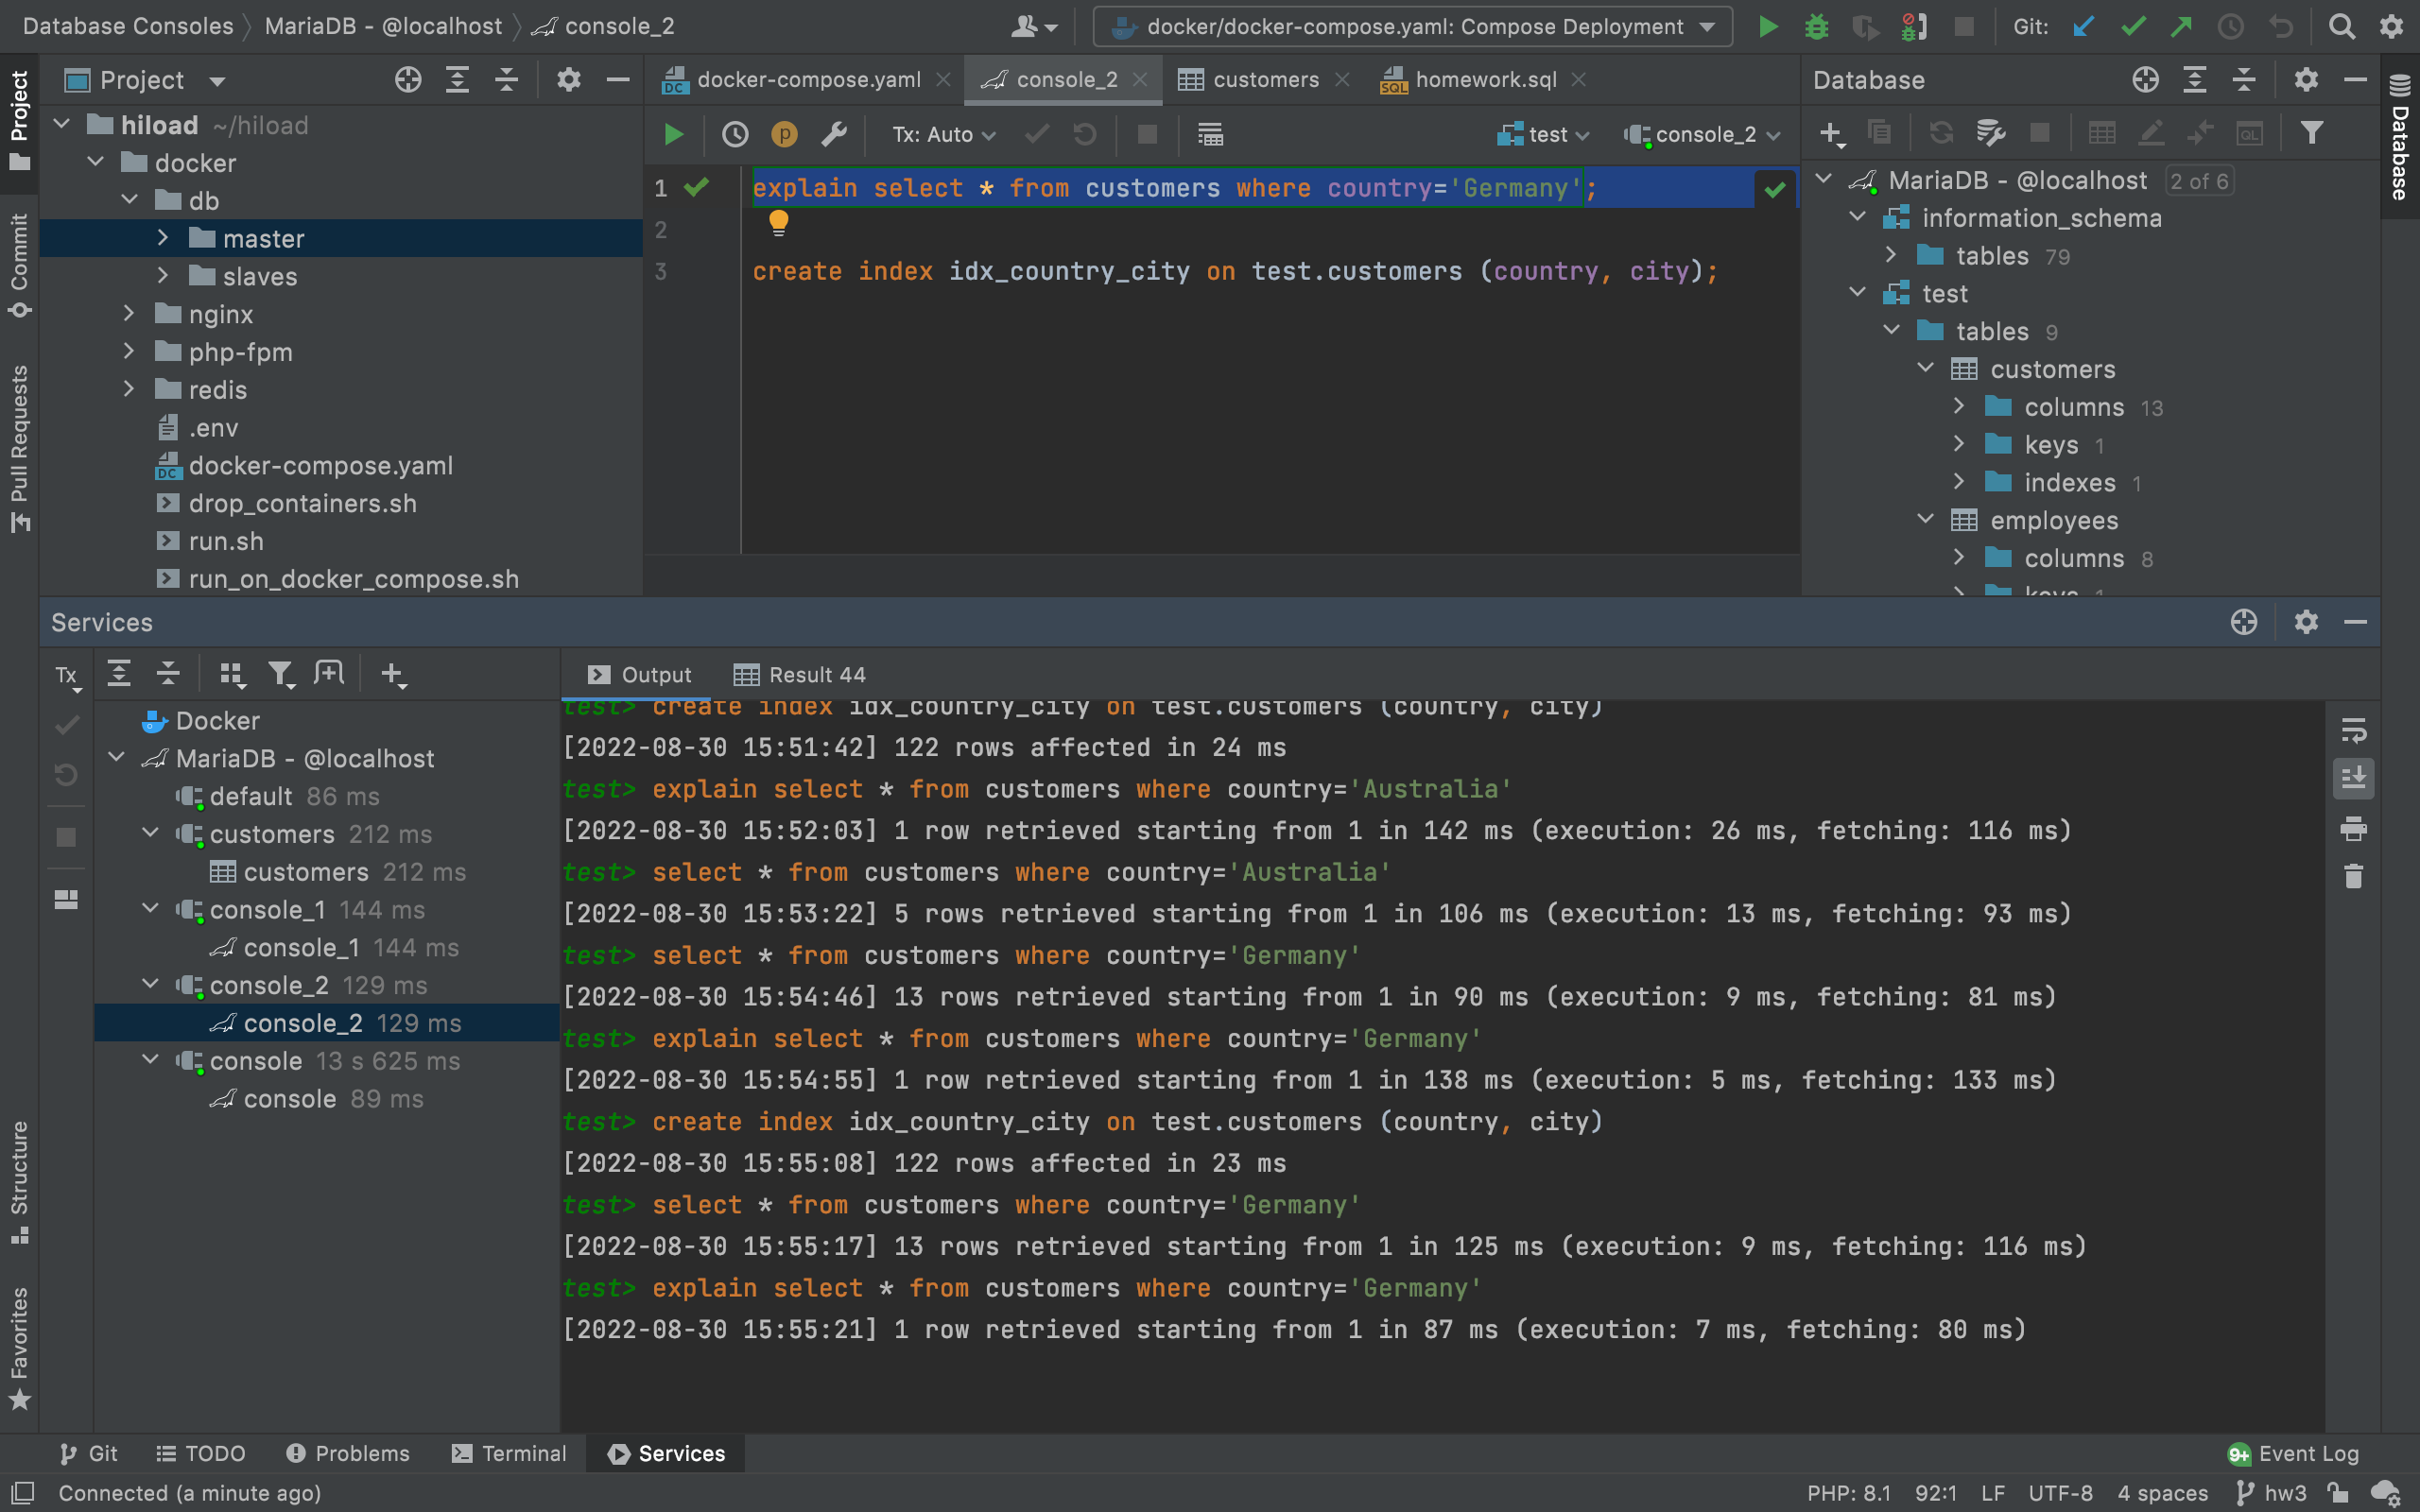 Database Consoles
MariaDB - @localhost
console_2
docker/docker-compose.yaml: Compose Deployment
Git:
Project
Commit
Pull Requests
Structure
Favorites
Project
hiload ~/hiload
docker
db
master
slaves
nginx
php-fpm
redis
.env
DC docker-compose.yaml
drop_containers.sh
run.sh
run_on_docker_compose.sh
DC docker-compose.yaml
console_2
customers
SQL homework.sql
p
Tx: Auto
test
console_2
1 explain select * from customers where country='Germany';
2
3 create index idx_country_city on test.customers (country, city);
Database
QL
Database
MariaDB - @localhost 2 of 6
information_schema
tables 79
test
tables 9
customers
columns 13
keys 1
indexes 1
employees
columns 8
keys 1
Services
Tx
Docker
MariaDB - @localhost
default 86 ms
customers 212 ms
customers 212 ms
console_1 144 ms
console_1 144 ms
console_2 129 ms
console_2 129 ms
console 13 s 625 ms
console 89 ms
Output
Result 44
test> create index idx_country_city on test.customers (country, city)
[2022-08-30 15:51:42] 122 rows affected in 24 ms
test> explain select * from customers where country='Australia'
[2022-08-30 15:52:03] 1 row retrieved starting from 1 in 142 ms (execution: 26 ms, fetching: 116 ms)
test> select * from customers where country='Australia'
[2022-08-30 15:53:22] 5 rows retrieved starting from 1 in 106 ms (execution: 13 ms, fetching: 93 ms)
test> select * from customers where country='Germany'
[2022-08-30 15:54:46] 13 rows retrieved starting from 1 in 90 ms (execution: 9 ms, fetching: 81 ms)
test> explain select * from customers where country='Germany'
[2022-08-30 15:54:55] 1 row retrieved starting from 1 in 138 ms (execution: 5 ms, fetching: 133 ms)
test> create index idx_country_city on test.customers (country, city)
[2022-08-30 15:55:08] 122 rows affected in 23 ms
test> select * from customers where country='Germany'
[2022-08-30 15:55:17] 13 rows retrieved starting from 1 in 125 ms (execution: 9 ms, fetching: 116 ms)
test> explain select * from customers where country='Germany'
[2022-08-30 15:55:21] 1 row retrieved starting from 1 in 87 ms (execution: 7 ms, fetching: 80 ms)
Git
TODO
Problems
Terminal
Services
9+ Event Log
Connected (a minute ago)
PHP: 8.1
92:1
LF
UTF-8
4 spaces
hw3